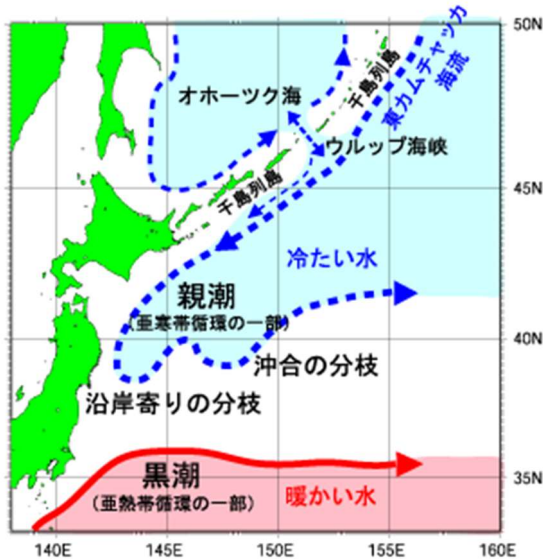 50N
東カムチャッカ
海流
千島列島
オホーツク海
ウルップ海峡
千島列島
45N
冷たい水
親潮
(亜寒帯循環の一部)
40N
沖合の分枝
沿岸寄りの分枝
黒潮
(亜熱帯循環の一部)
暖かい水
35N
140E 145E 150E 155E 160E